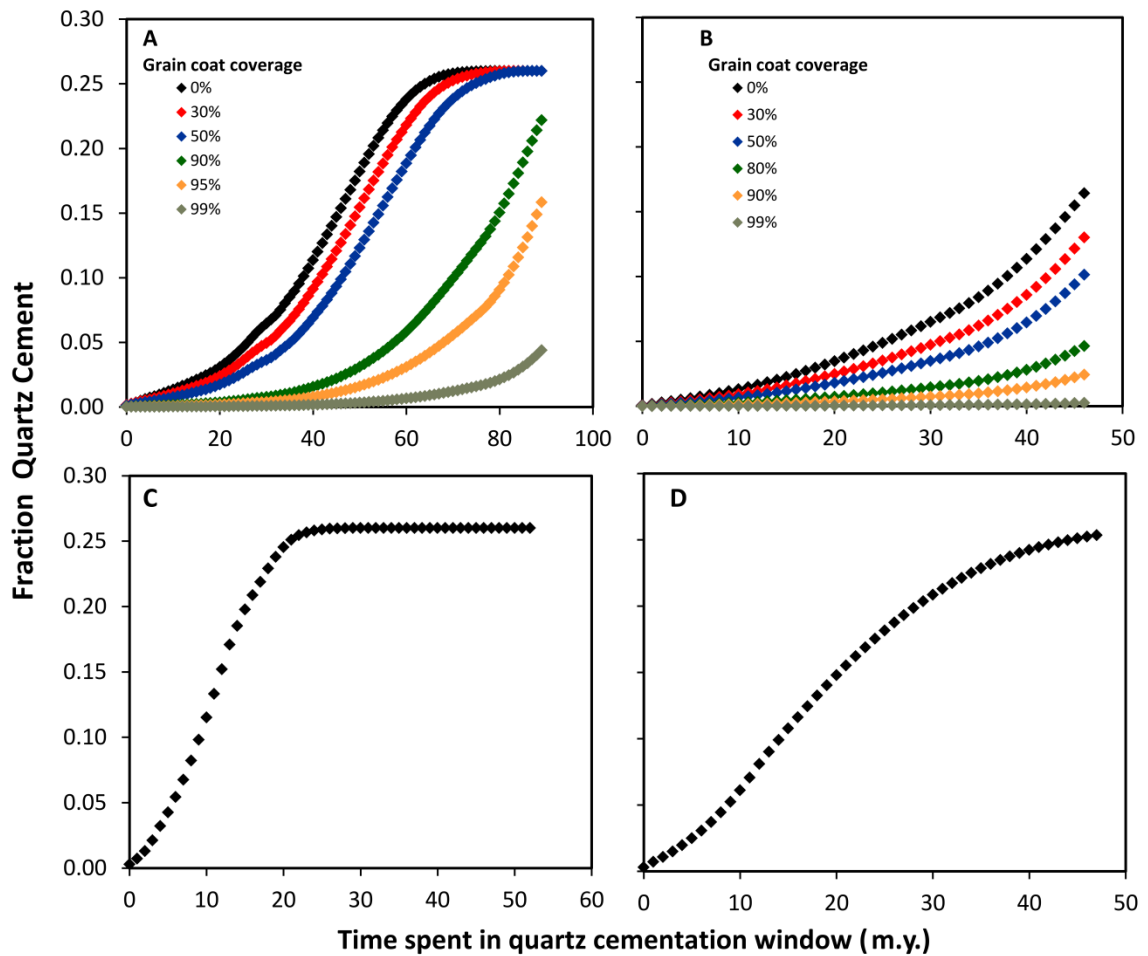 A
Grain coat coverage
0%
30%
50%
90%
95%
99%
0.30
0.25
0.20
0.15
0.10
0.05
0.00
0 20 40 60 80 100
B
Grain coat coverage
0%
30%
50%
80%
90%
99%
0 10 20 30 40 50
Fraction Quartz Cement
C
0.30
0.25
0.20
0.15
0.10
0.05
0.00
0 10 20 30 40 50 60
D
0 10 20 30 40 50
Time spent in quartz cementation window (m.y.)